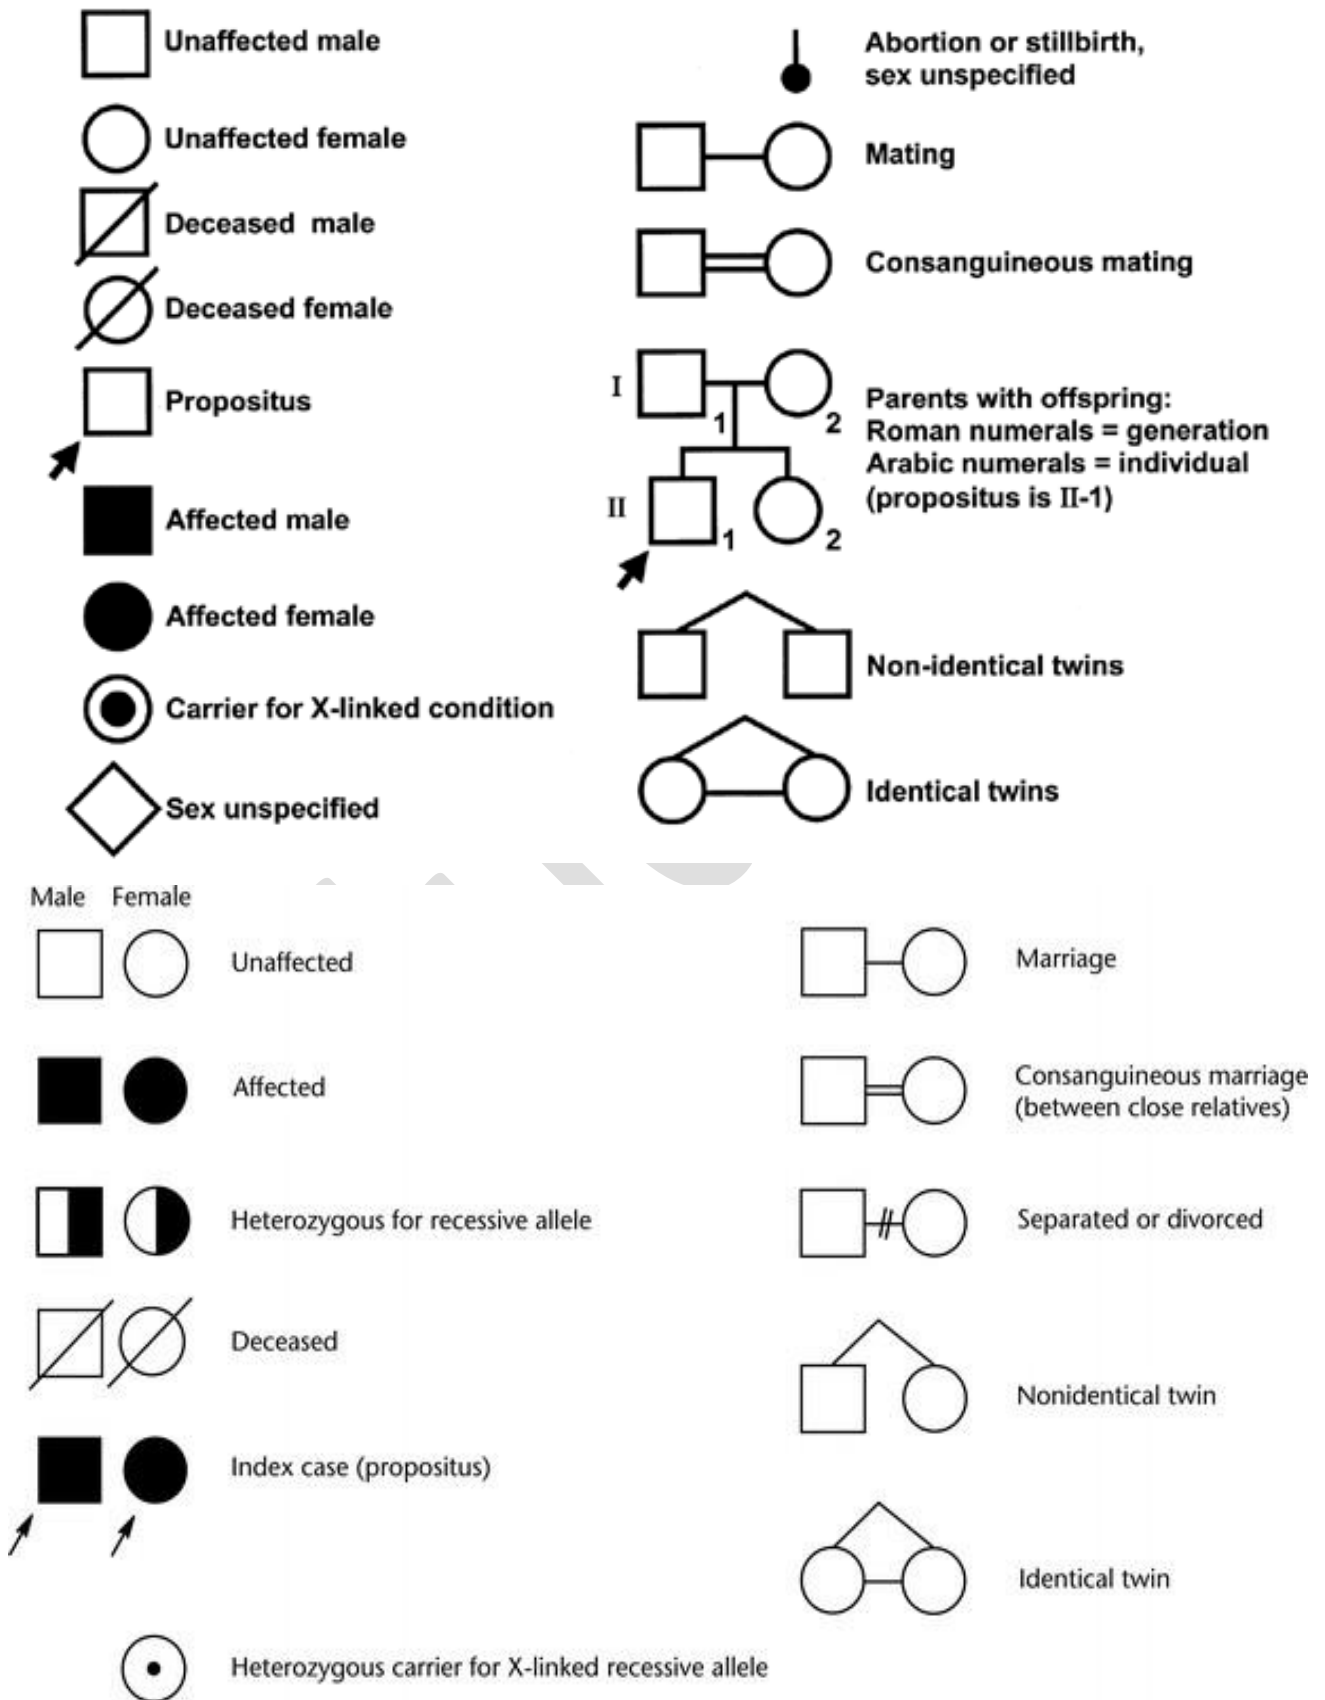 Unaffected male
Unaffected female
Deceased  male
Deceased female
Propositus
Affected male
Affected female
Carrier for X-linked condition
Sex unspecified
Abortion or stillbirth,
sex unspecified
Mating
Consanguineous mating
I
1
2
II
1
2
Parents with offspring:
Roman numerals = generation
Arabic numerals = individual
(propositus is II-1)
Non-identical twins
Identical twins
Male Female
Unaffected
Affected
Heterozygous for recessive allele
Deceased
Index case (propositus)
Heterozygous carrier for X-linked recessive allele
Marriage
Consanguineous marriage
(between close relatives)
Separated or divorced
Nonidentical twin
Identical twin